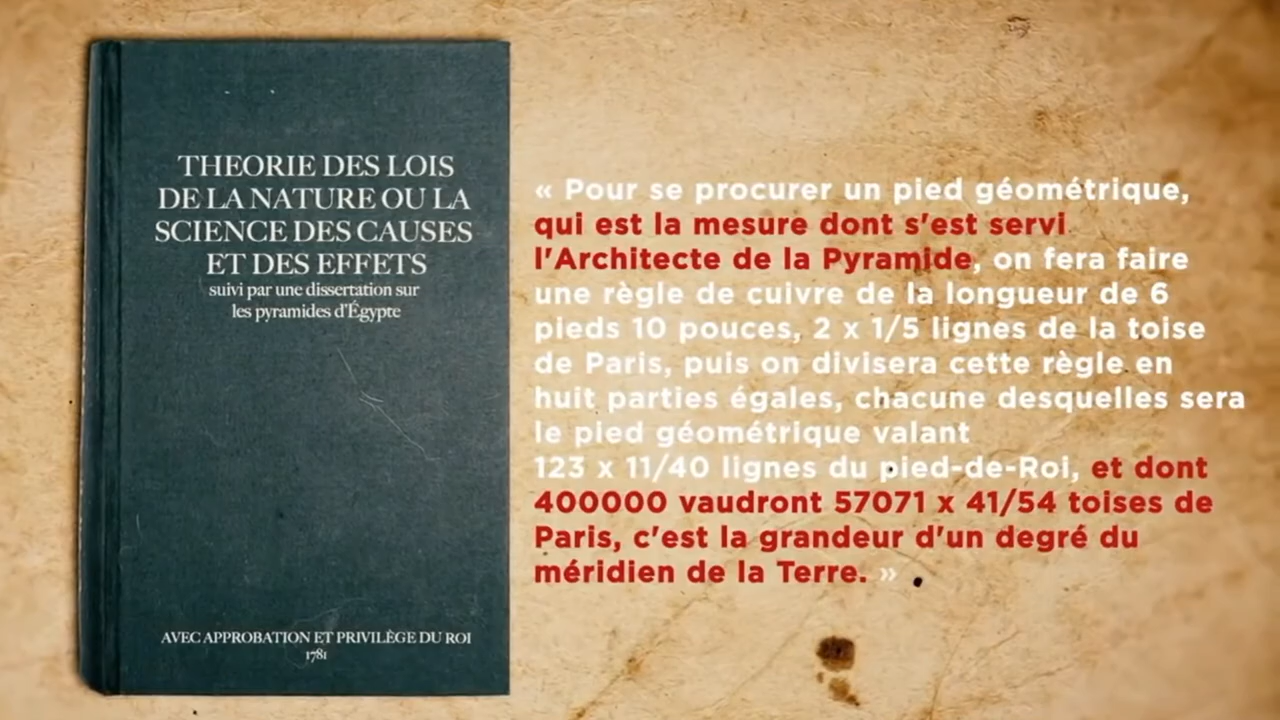 THEORIE DES LOIS
DE LA NATURE OU LA
SCIENCE DES CAUSES
ET DES EFFETS
suivi par une dissertation sur
les pyramides d'Égypte
AVEC APPROBATION ET PRIVILÈGE DU ROI
1781
« Pour se procurer un pied géométrique,
qui est la mesure dont s'est servi
l'Architecte de la Pyramide, on fera faire
une règle de cuivre de la longueur de 6
pieds 10 pouces, 2 x 1/5 lignes de la toise
de Paris, puis on divisera cette règle en
huit parties égales, chacune desquelles sera
le pied géométrique valant
123 x 11/40 lignes du pied-de-Roi, et dont
400000 vaudront 57071 x 41/54 toises de
Paris, c'est la grandeur d'un degré du
méridien de la Terre. »